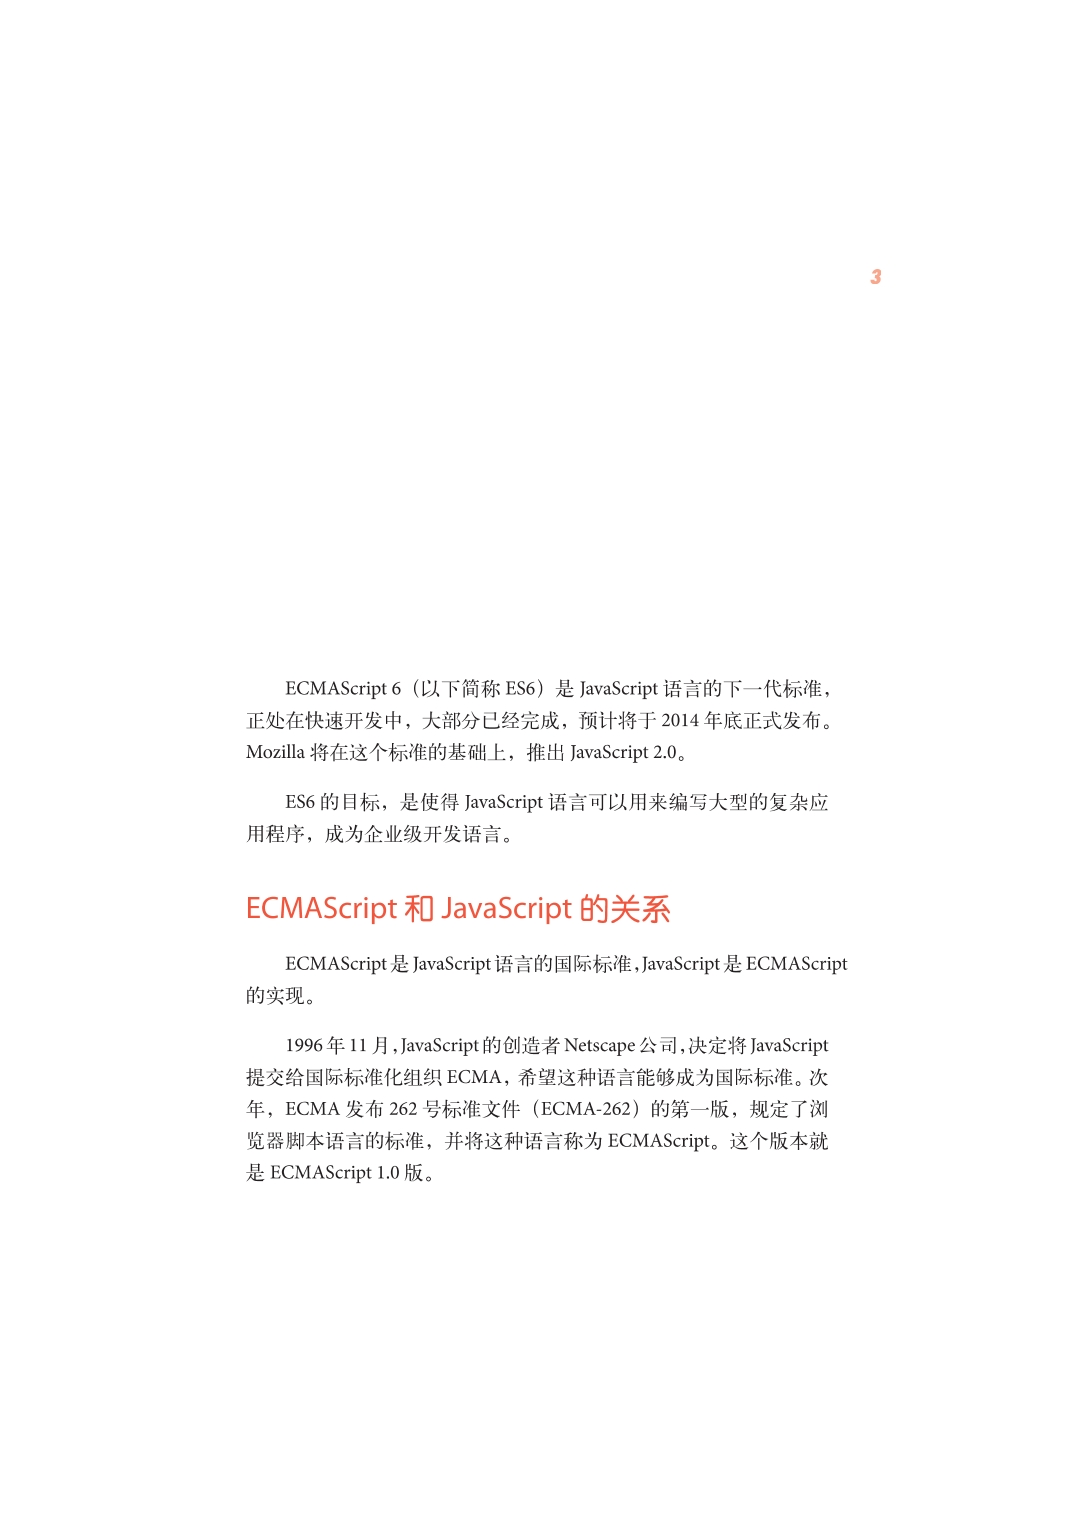 3
ECMAScript 6（以下简称 ES6）是 JavaScript 语言的下一代标准，
正处在快速开发中，大部分已经完成，预计将于 2014 年底正式发布。
Mozilla 将在这个标准的基础上，推出 JavaScript 2.0。
ES6 的目标，是使得 JavaScript 语言可以用来编写大型的复杂应
用程序，成为企业级开发语言。
ECMAScript 和 JavaScript 的关系
ECMAScript 是 JavaScript 语言的国际标准，JavaScript 是 ECMAScript
的实现。
1996 年 11 月，JavaScript 的创造者 Netscape 公司，决定将 JavaScript
提交给国际标准化组织 ECMA，希望这种语言能够成为国际标准。次
年，ECMA 发布 262 号标准文件（ECMA-262）的第一版，规定了浏
览器脚本语言的标准，并将这种语言称为 ECMAScript。这个版本就
是 ECMAScript 1.0 版。